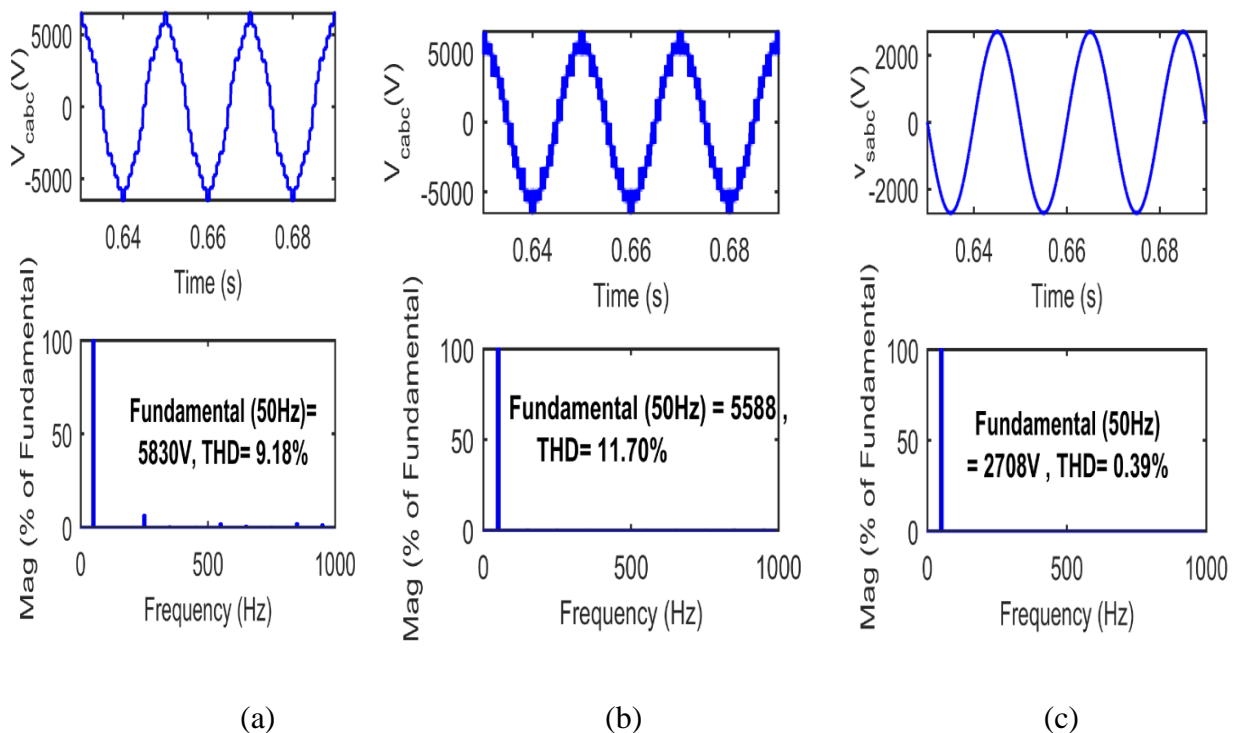 5000
0
-5000
V_cabc(V)
0.64 0.66 0.68
Time (s)
5000
0
-5000
V_cabc(V)
0.64 0.66 0.68
Time (s)
2000
0
-2000
V_sabc(V)
0.64 0.66 0.68
Time (s)
100
50
0
Mag (% of Fundamental)
Fundamental (50Hz)=
5830V, THD= 9.18%
0 500 1000
Frequency (Hz)
100
50
0
Mag (% of Fundamental)
Fundamental (50Hz) = 5588 ,
THD= 11.70%
0 500 1000
Frequency (Hz)
100
50
0
Mag (% of Fundamental)
Fundamental (50Hz)
= 2708V , THD= 0.39%
0 500 1000
Frequency (Hz)
(a) (b) (c)